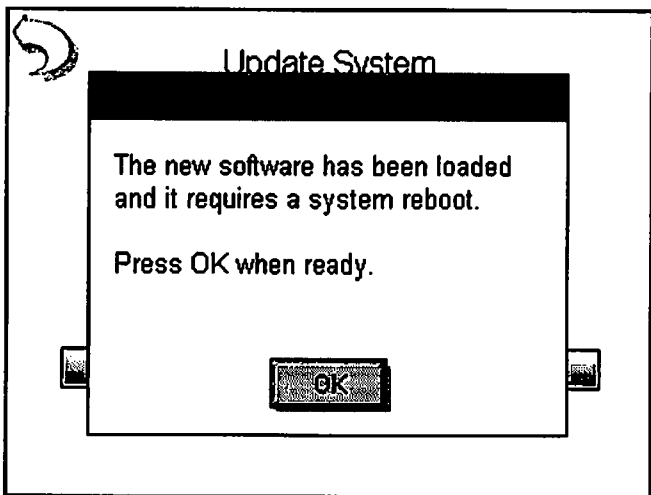 Update System
The new software has been loaded
and it requires a system reboot.
Press OK when ready.
OK